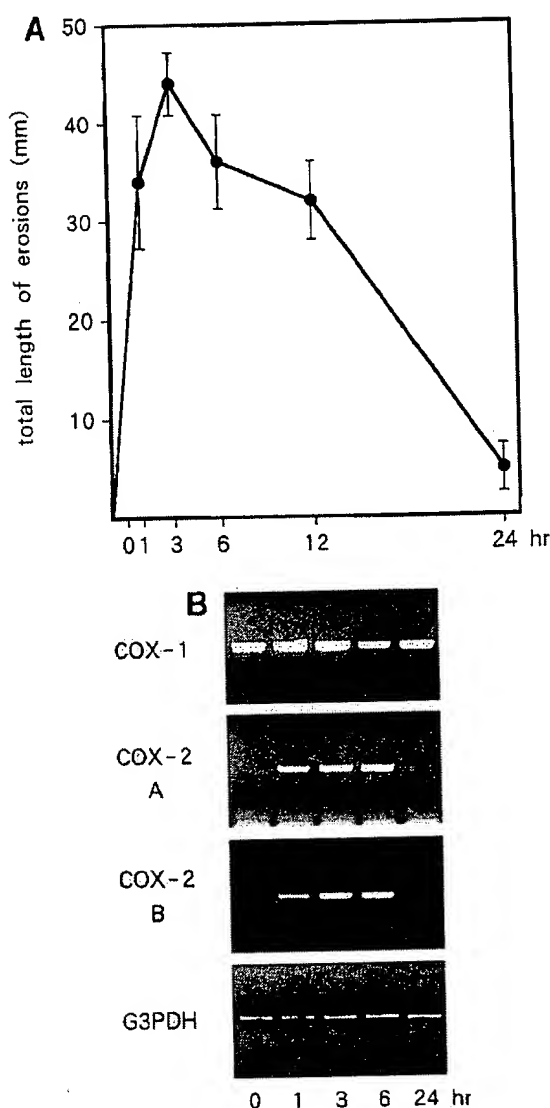 A
50
40
30
20
10
total length of erosions (mm)
0 1 3 6 12 24 hr
B
COX-1
COX-2
A
COX-2
B
G3PDH
0 1 3 6 24 hr